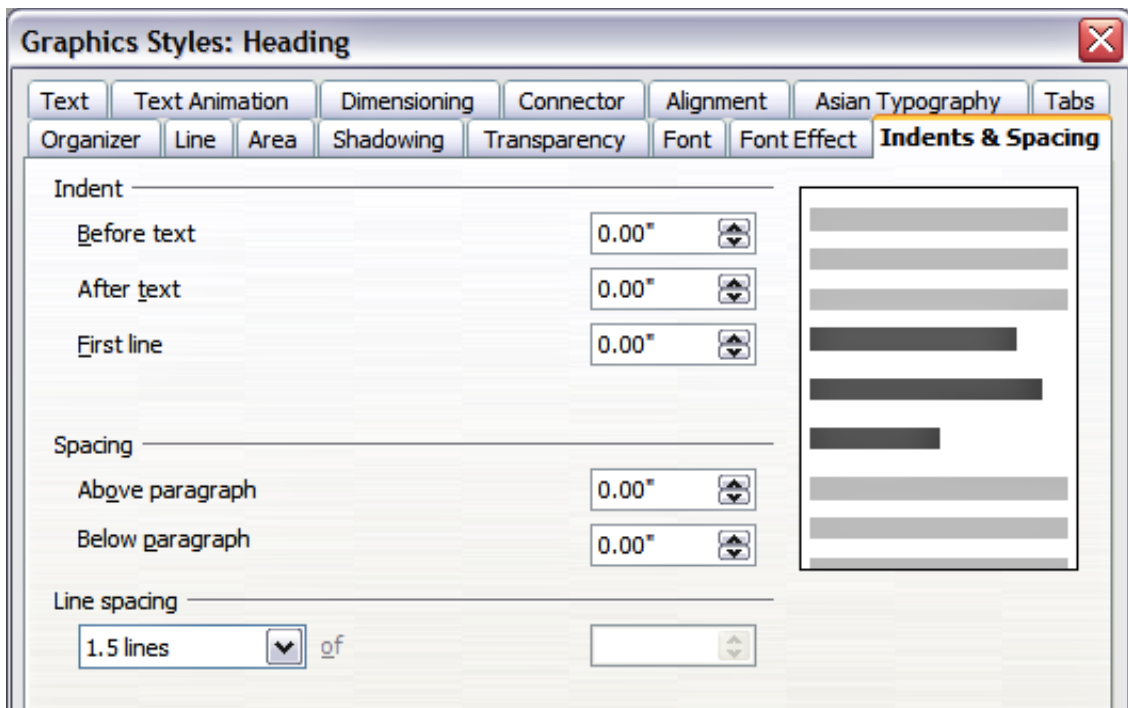 Graphics Styles: Heading
Text Text Animation Dimensioning Connector Alignment Asian Typography Tabs
Organizer Line Area Shadowing Transparency Font Font Effect Indents & Spacing
Indent
Before text 0.00"
After text 0.00"
First line 0.00"
Spacing
Above paragraph 0.00"
Below paragraph 0.00"
Line spacing
1.5 lines of